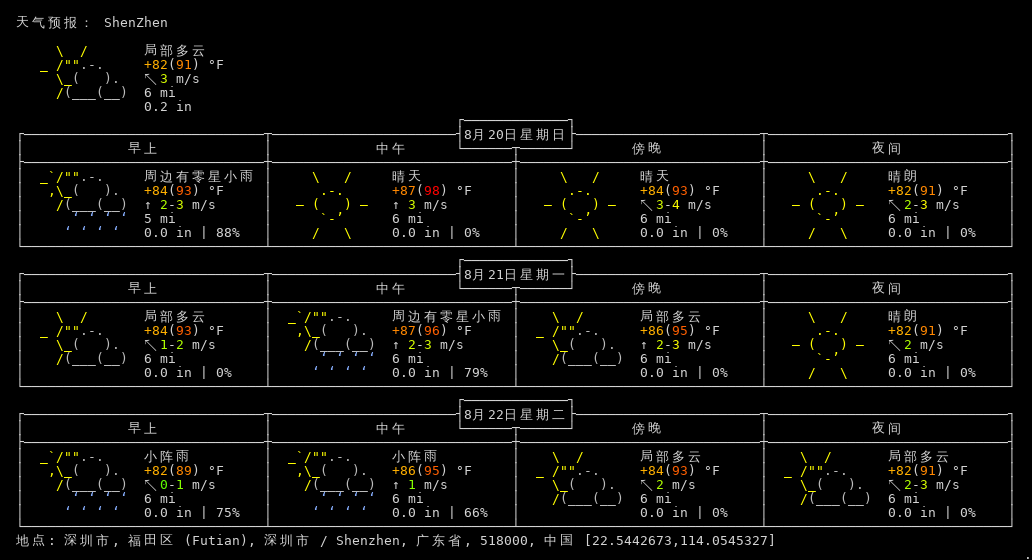 天气预报： ShenZhen
局部多云
+82(91) °F
↖ 3 m/s
6 mi
0.2 in
8月20日星期日
早上 中午 傍晚 夜间
周边有零星小雨 晴天 晴天 晴朗
+84(93) °F +87(98) °F +84(93) °F +82(91) °F
↑ 2-3 m/s ↑ 3 m/s ↖ 3-4 m/s ↖ 2-3 m/s
5 mi 6 mi 6 mi 6 mi
0.0 in | 88% 0.0 in | 0% 0.0 in | 0% 0.0 in | 0%
8月21日星期一
早上 中午 傍晚 夜间
局部多云 周边有零星小雨 局部多云 晴朗
+84(93) °F +87(96) °F +86(95) °F +82(91) °F
↖ 1-2 m/s ↑ 2-3 m/s ↑ 2-3 m/s ↖ 2 m/s
6 mi 6 mi 6 mi 6 mi
0.0 in | 0% 0.0 in | 79% 0.0 in | 0% 0.0 in | 0%
8月22日星期二
早上 中午 傍晚 夜间
小阵雨 小阵雨 局部多云 局部多云
+82(89) °F +86(95) °F +84(93) °F +82(91) °F
↖ 0-1 m/s ↑ 1 m/s ↖ 2 m/s ↖ 2-3 m/s
6 mi 6 mi 6 mi 6 mi
0.0 in | 75% 0.0 in | 66% 0.0 in | 0% 0.0 in | 0%
地点: 深圳市, 福田区 (Futian), 深圳市 / Shenzhen, 广东省, 518000, 中国 [22.5442673,114.0545327]